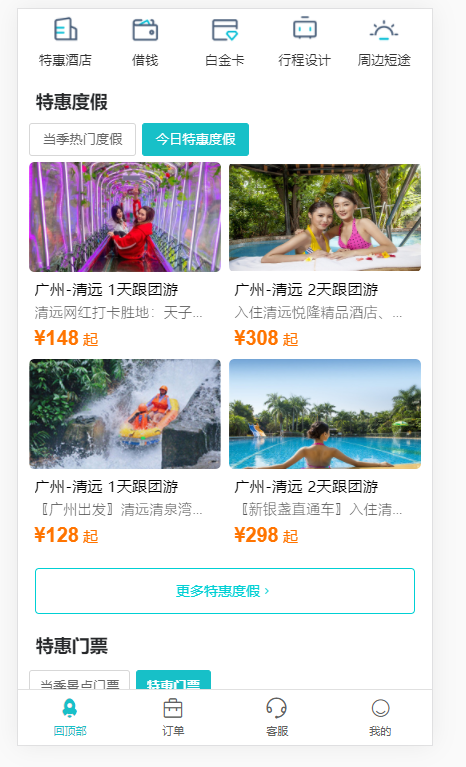 特惠酒店 借钱 白金卡 行程设计 周边短途
特惠度假
当季热门度假 今日特惠度假
广州-清远 1天跟团游
清远网红打卡胜地：天子...
¥148 起
广州-清远 2天跟团游
入住清远悦隆精品酒店、...
¥308 起
广州-清远 1天跟团游
〖广州出发〗清远清泉湾...
¥128 起
广州-清远 2天跟团游
〖新银盏直通车〗入住清...
¥298 起
更多特惠度假 ›
特惠门票
当季景点门票 特惠门票
回顶部 订单 客服 我的